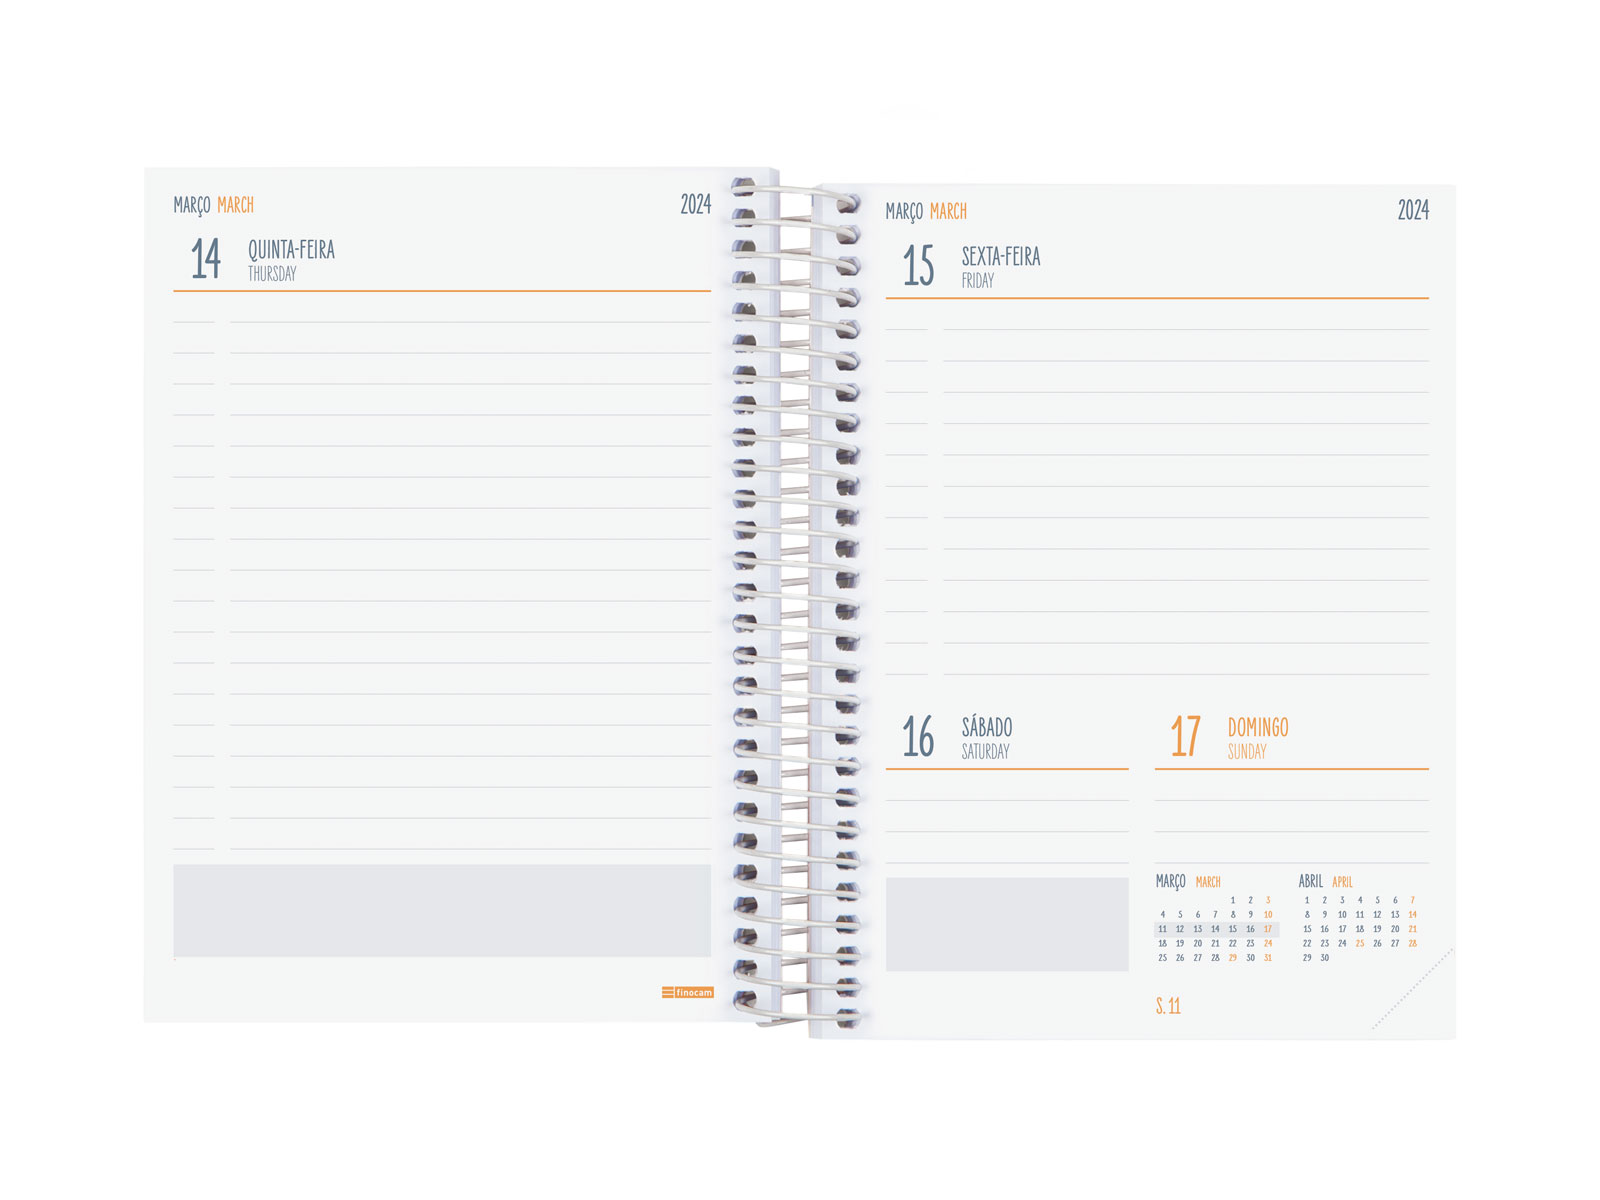 MARÇO MARCH 2024
14 QUINTA-FEIRA
THURSDAY
finocam
MARÇO MARCH 2024
15 SEXTA-FEIRA
FRIDAY
16 SÁBADO
SATURDAY
17 DOMINGO
SUNDAY
MARÇO MARCH
1 2 3
4 5 6 7 8 9 10
11 12 13 14 15 16 17
18 19 20 21 22 23 24
25 26 27 28 29 30 31
ABRIL APRIL
1 2 3 4 5 6 7
8 9 10 11 12 13 14
15 16 17 18 19 20 21
22 23 24 25 26 27 28
29 30
S. 11